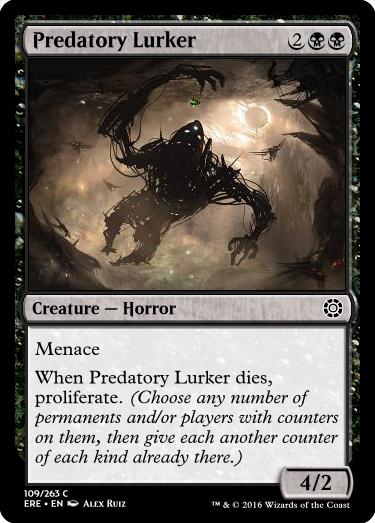 Predatory Lurker 2
Creature — Horror
Menace
When Predatory Lurker dies,
proliferate. (Choose any number of
permanents and/or players with counters
on them, then give each another counter
of each kind already there.)
4/2
109/263 C
ERE • EN Alex Ruiz ™ & © 2016 Wizards of the Coast